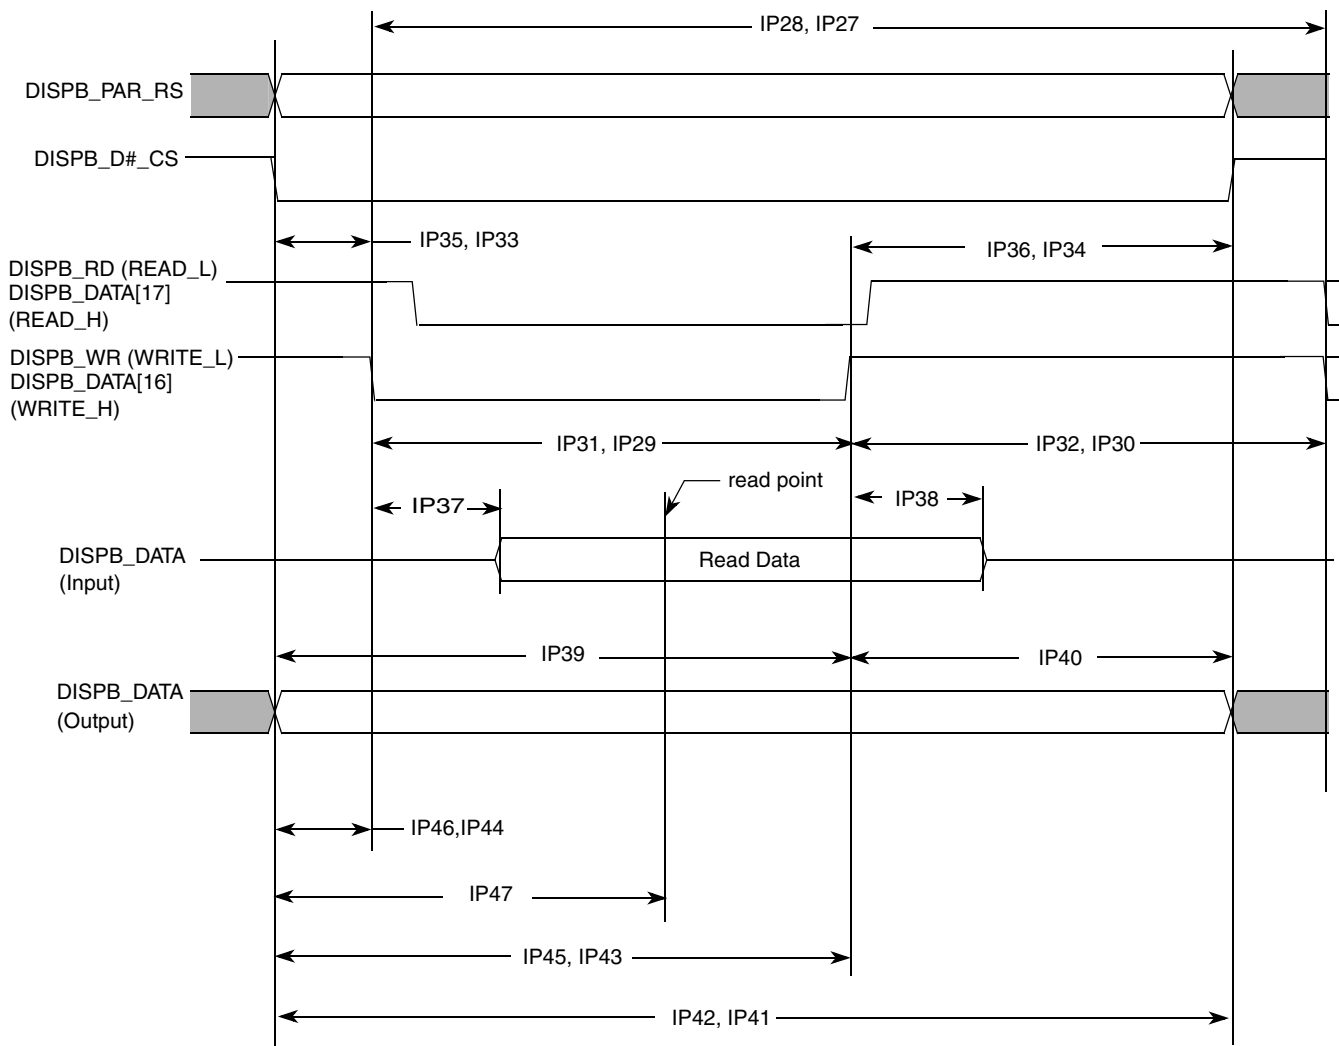 IP28, IP27
DISPB_PAR_RS
DISPB_D#_CS
IP35, IP33
IP36, IP34
DISPB_RD (READ_L)
DISPB_DATA[17]
(READ_H)
DISPB_WR (WRITE_L)
DISPB_DATA[16]
(WRITE_H)
IP31, IP29
IP32, IP30
read point
IP37
IP38
DISPB_DATA
(Input)
Read Data
IP39
IP40
DISPB_DATA
(Output)
IP46,IP44
IP47
IP45, IP43
IP42, IP41